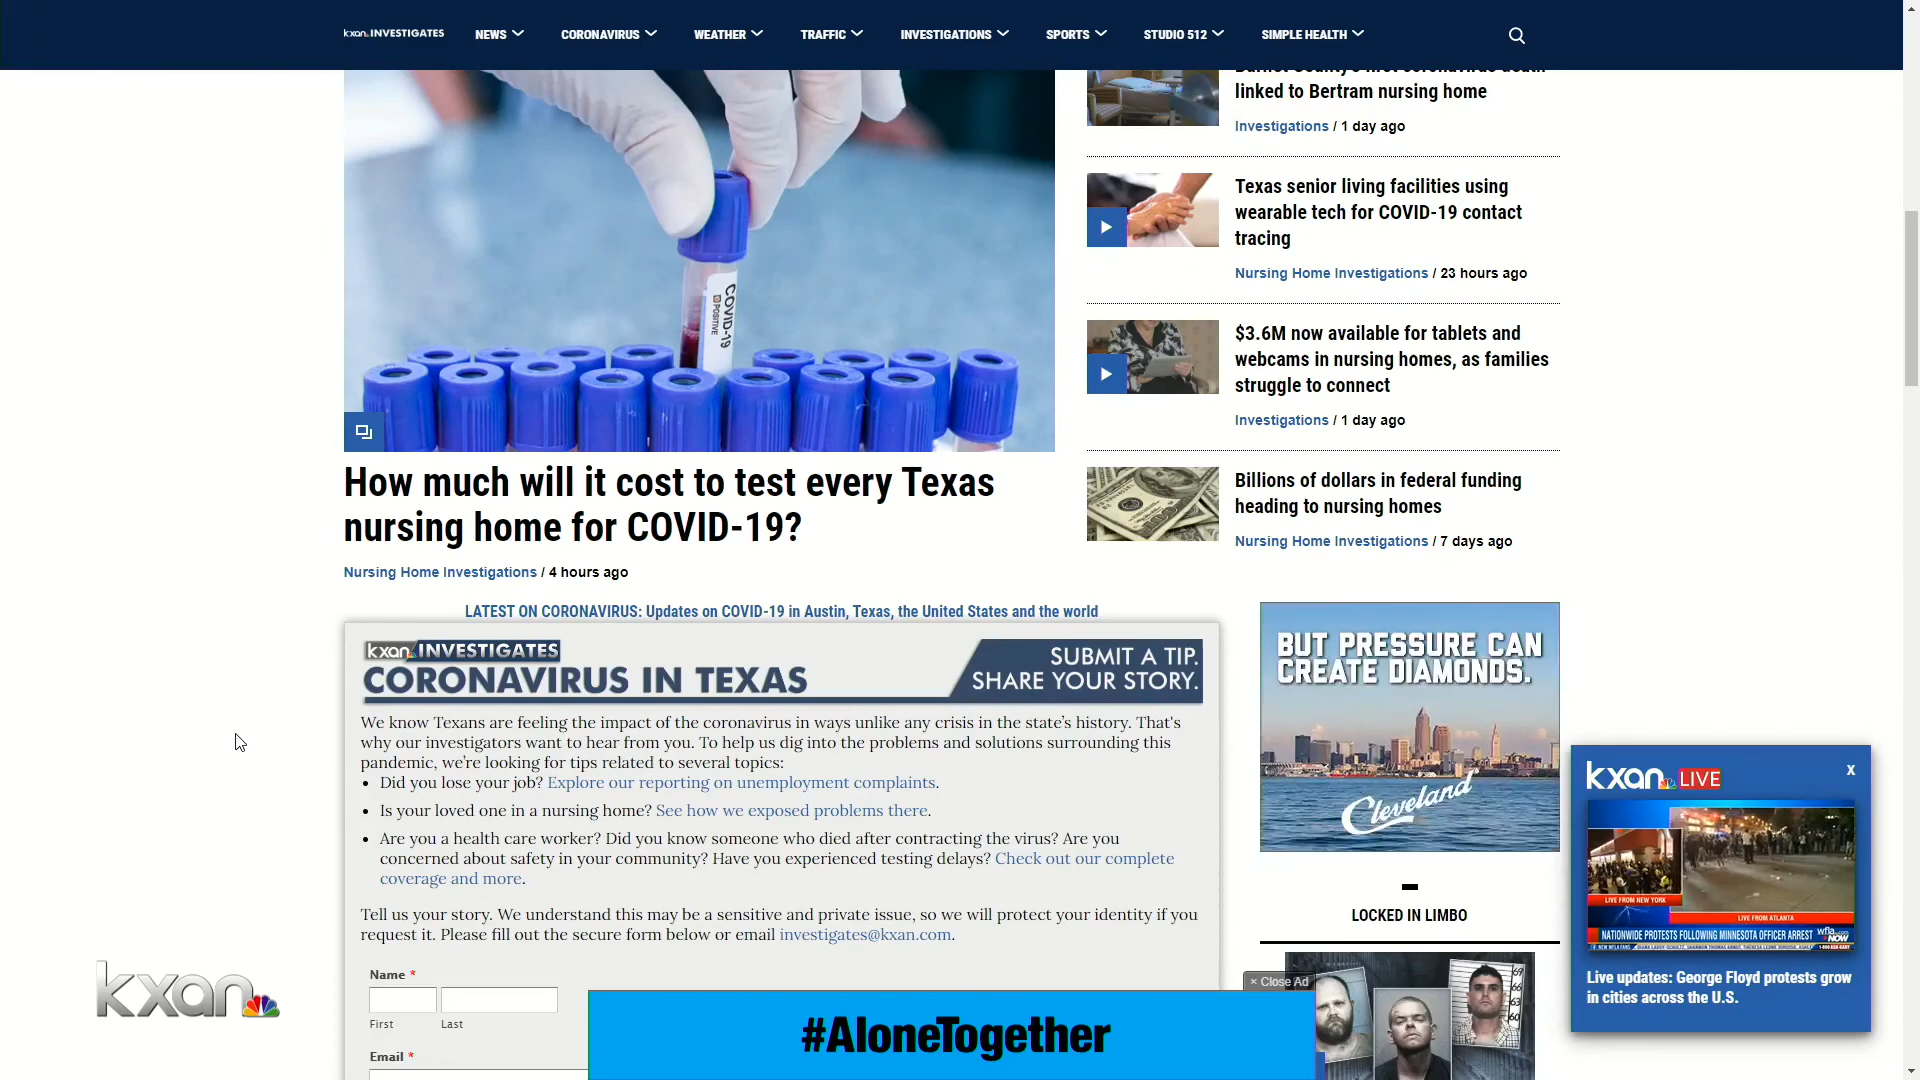 kxan INVESTIGATES NEWS CORONAVIRUS WEATHER TRAFFIC INVESTIGATIONS SPORTS STUDIO 512 SIMPLE HEALTH
COVID-19
POSITIVE
How much will it cost to test every Texas
nursing home for COVID-19?
Nursing Home Investigations / 4 hours ago
linked to Bertram nursing home
Investigations / 1 day ago
Texas senior living facilities using
wearable tech for COVID-19 contact
tracing
Nursing Home Investigations / 23 hours ago
$3.6M now available for tablets and
webcams in nursing homes, as families
struggle to connect
Investigations / 1 day ago
Billions of dollars in federal funding
heading to nursing homes
Nursing Home Investigations / 7 days ago
LATEST ON CORONAVIRUS: Updates on COVID-19 in Austin, Texas, the United States and the world
kxan INVESTIGATES
CORONAVIRUS IN TEXAS
SUBMIT A TIP.
SHARE YOUR STORY.
We know Texans are feeling the impact of the coronavirus in ways unlike any crisis in the state's history. That's
why our investigators want to hear from you. To help us dig into the problems and solutions surrounding this
pandemic, we're looking for tips related to several topics:
• Did you lose your job? Explore our reporting on unemployment complaints.
• Is your loved one in a nursing home? See how we exposed problems there.
• Are you a health care worker? Did you know someone who died after contracting the virus? Are you
concerned about safety in your community? Have you experienced testing delays? Check out our complete
coverage and more.
Tell us your story. We understand this may be a sensitive and private issue, so we will protect your identity if you
request it. Please fill out the secure form below or email investigates@kxan.com.
Name *
First Last
Email *
BUT PRESSURE CAN
CREATE DIAMONDS.
Cleveland
LOCKED IN LIMBO
× Close Ad
#AloneTogether
kxan LIVE X
LIVE FROM NEW YORK
LIVE FROM ATLANTA
NATIONWIDE PROTESTS FOLLOWING MINNESOTA OFFICER ARREST
wfla NOW
Live updates: George Floyd protests grow
in cities across the U.S.
kxan